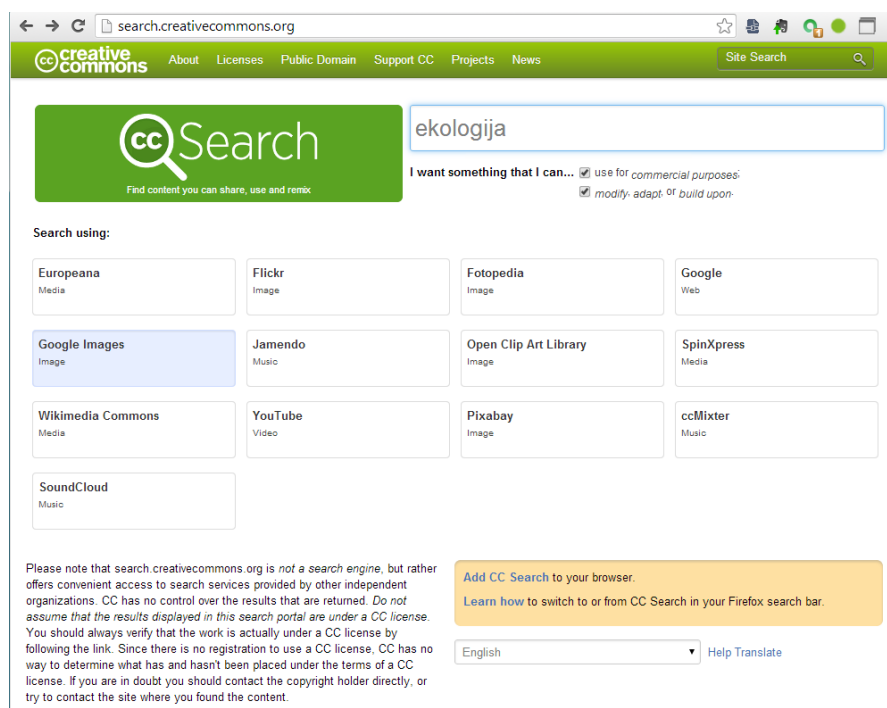 search.creativecommons.org
cc creative commons
About Licenses Public Domain Support CC Projects News
Site Search
cc Search
Find content you can share, use and remix
ekologija
I want something that I can... use for commercial purposes;
modify, adapt, or build upon.
Search using:
Europeana
Media
Flickr
Image
Fotopedia
Image
Google
Web
Google Images
Image
Jamendo
Music
Open Clip Art Library
Image
SpinXpress
Media
Wikimedia Commons
Media
YouTube
Video
Pixabay
Image
ccMixter
Music
SoundCloud
Music
Please note that search.creativecommons.org is not a search engine, but rather
offers convenient access to search services provided by other independent
organizations. CC has no control over the results that are returned. Do not
assume that the results displayed in this search portal are under a CC license.
You should always verify that the work is actually under a CC license by
following the link. Since there is no registration to use a CC license, CC has no
way to determine what has and hasn't been placed under the terms of a CC
license. If you are in doubt you should contact the copyright holder directly, or
try to contact the site where you found the content.
Add CC Search to your browser.
Learn how to switch to or from CC Search in your Firefox search bar.
English
Help Translate